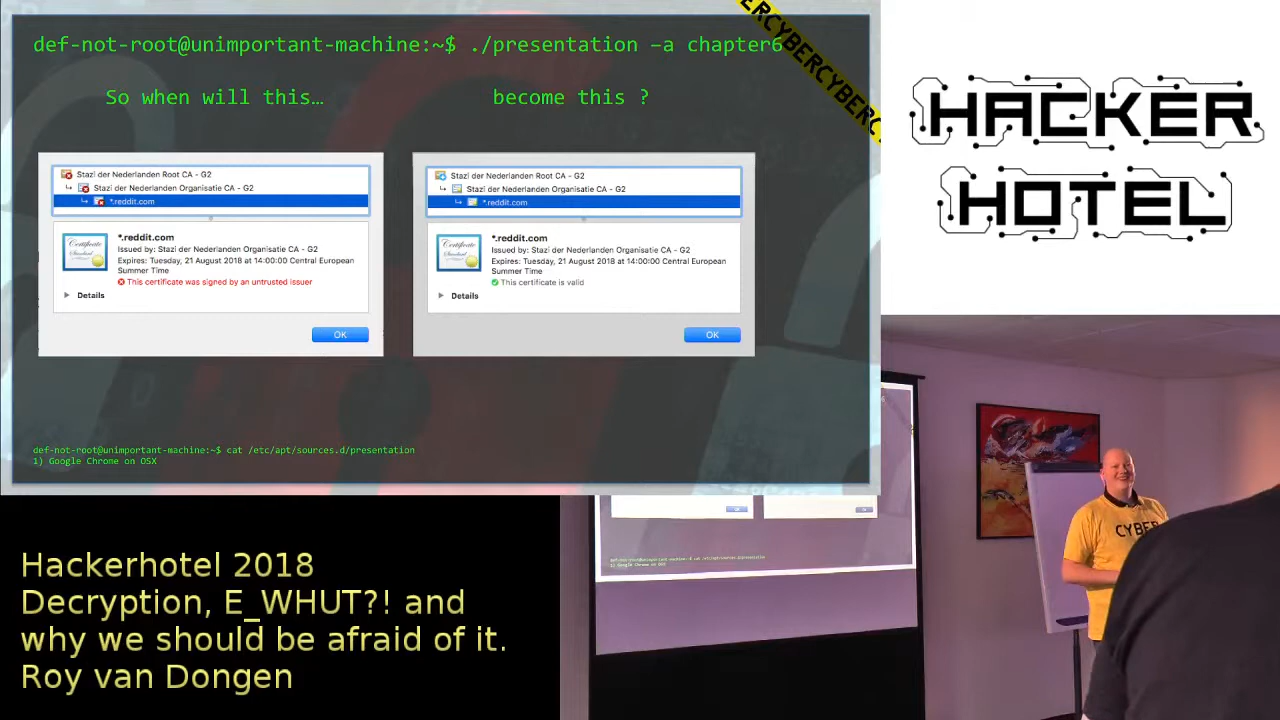 def-not-root@unimportant-machine:~$ ./presentation –a chapter6
ERCYBERCYBERCYBERC
So when will this…
become this ?
Stazi der Nederlanden Root CA - G2
Stazi der Nederlanden Organisatie CA - G2
*.reddit.com
*.reddit.com
Issued by: Stazi der Nederlanden Organisatie CA - G2
Expires: Tuesday, 21 August 2018 at 14:00:00 Central European
Summer Time
This certificate was signed by an untrusted issuer
Details
OK
Stazi der Nederlanden Root CA - G2
Stazi der Nederlanden Organisatie CA - G2
*.reddit.com
*.reddit.com
Issued by: Stazi der Nederlanden Organisatie CA - G2
Expires: Tuesday, 21 August 2018 at 14:00:00 Central European
Summer Time
This certificate is valid
Details
OK
def-not-root@unimportant-machine:~$ cat /etc/apt/sources.d/presentation
1) Google Chrome on OSX
HACKER
HOTEL
CYBER
Hackerhotel 2018
Decryption, E_WHUT?! and
why we should be afraid of it.
Roy van Dongen